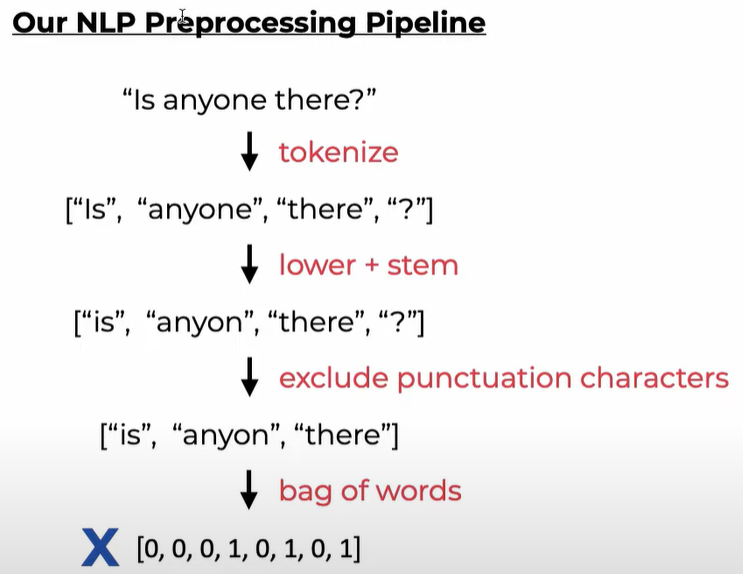 Our NLP Preprocessing Pipeline
“Is anyone there?”
tokenize
[“Is”, “anyone”, “there”, “?”]
lower + stem
[“is”, “anyon”, “there”, “?”]
exclude punctuation characters
[“is”, “anyon”, “there”]
bag of words
X [0, 0, 0, 1, 0, 1, 0, 1]